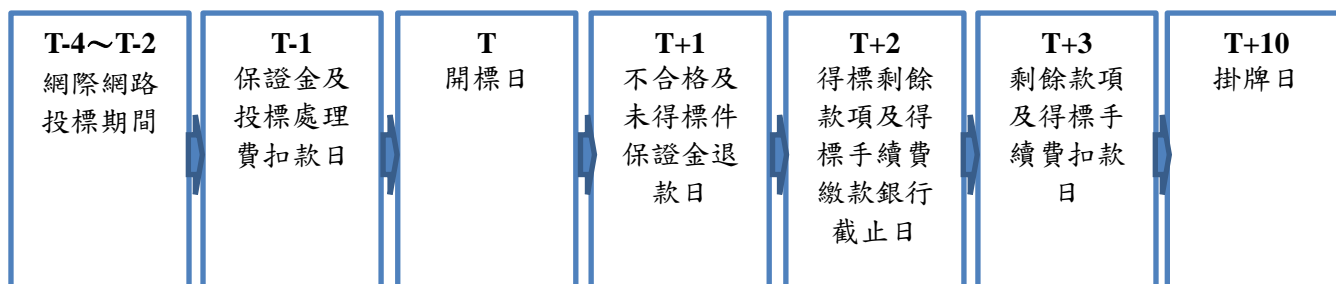 T-4～T-2
網際網路
投標期間
T-1
保證金及
投標處理
費扣款日
T
開標日
T+1
不合格及
未得標件
保證金退
款日
T+2
得標剩餘
款項及得
標手續費
繳款銀行
截止日
T+3
剩餘款項
及得標手
續費扣款
日
T+10
掛牌日